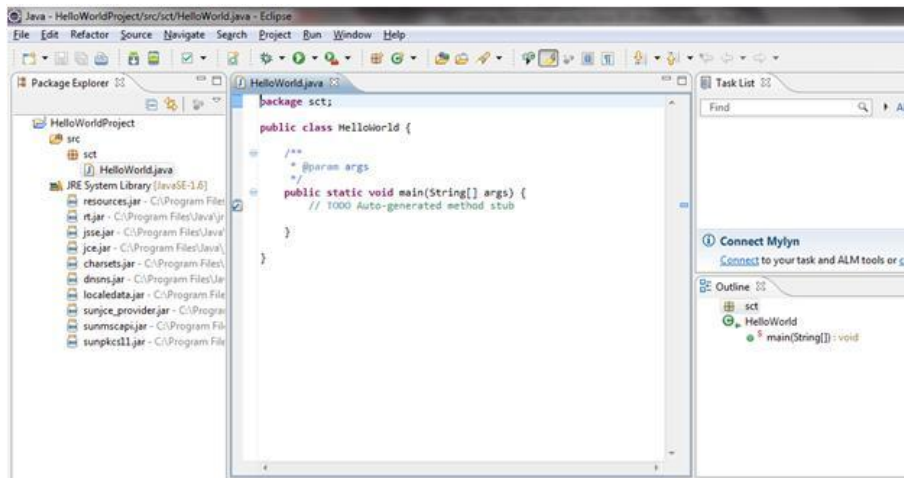 Java - HelloWorldProject/src/sct/HelloWorld.java - Eclipse
File Edit Refactor Source Navigate Search Project Run Window Help
Package Explorer
HelloWorldProject
src
sct
HelloWorld.java
JRE System Library [JavaSE-1.6]
resources.jar - C:\Program Files
rt.jar - C:\Program Files\Java\jr
jsse.jar - C:\Program Files\Java\
jce.jar - C:\Program Files\Java\
charsets.jar - C:\Program Files\
dnsns.jar - C:\Program Files\Jav
localedata.jar - C:\Program File
sunjce_provider.jar - C:\Progra
sunmscapi.jar - C:\Program Fil
sunpkcs11.jar - C:\Program File
HelloWorld.java
package sct;
public class HelloWorld {
/**
* @param args
*/
public static void main(String[] args) {
// TODO Auto-generated method stub
}
}
Task List
Find
Connect Mylyn
Connect to your task and ALM tools or
Outline
sct
HelloWorld
main(String[]) : void